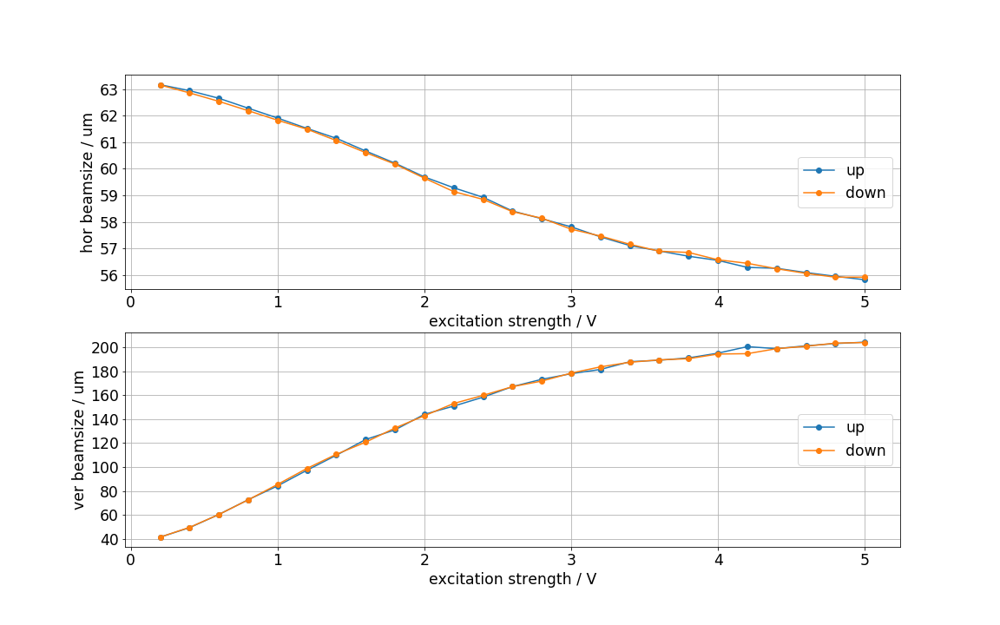 hor beamsize / um
63
62
61
60
59
58
57
56
up
down
0 1 2 3 4 5
excitation strength / V
ver beamsize / um
200
180
160
140
120
100
80
60
40
up
down
0 1 2 3 4 5
excitation strength / V